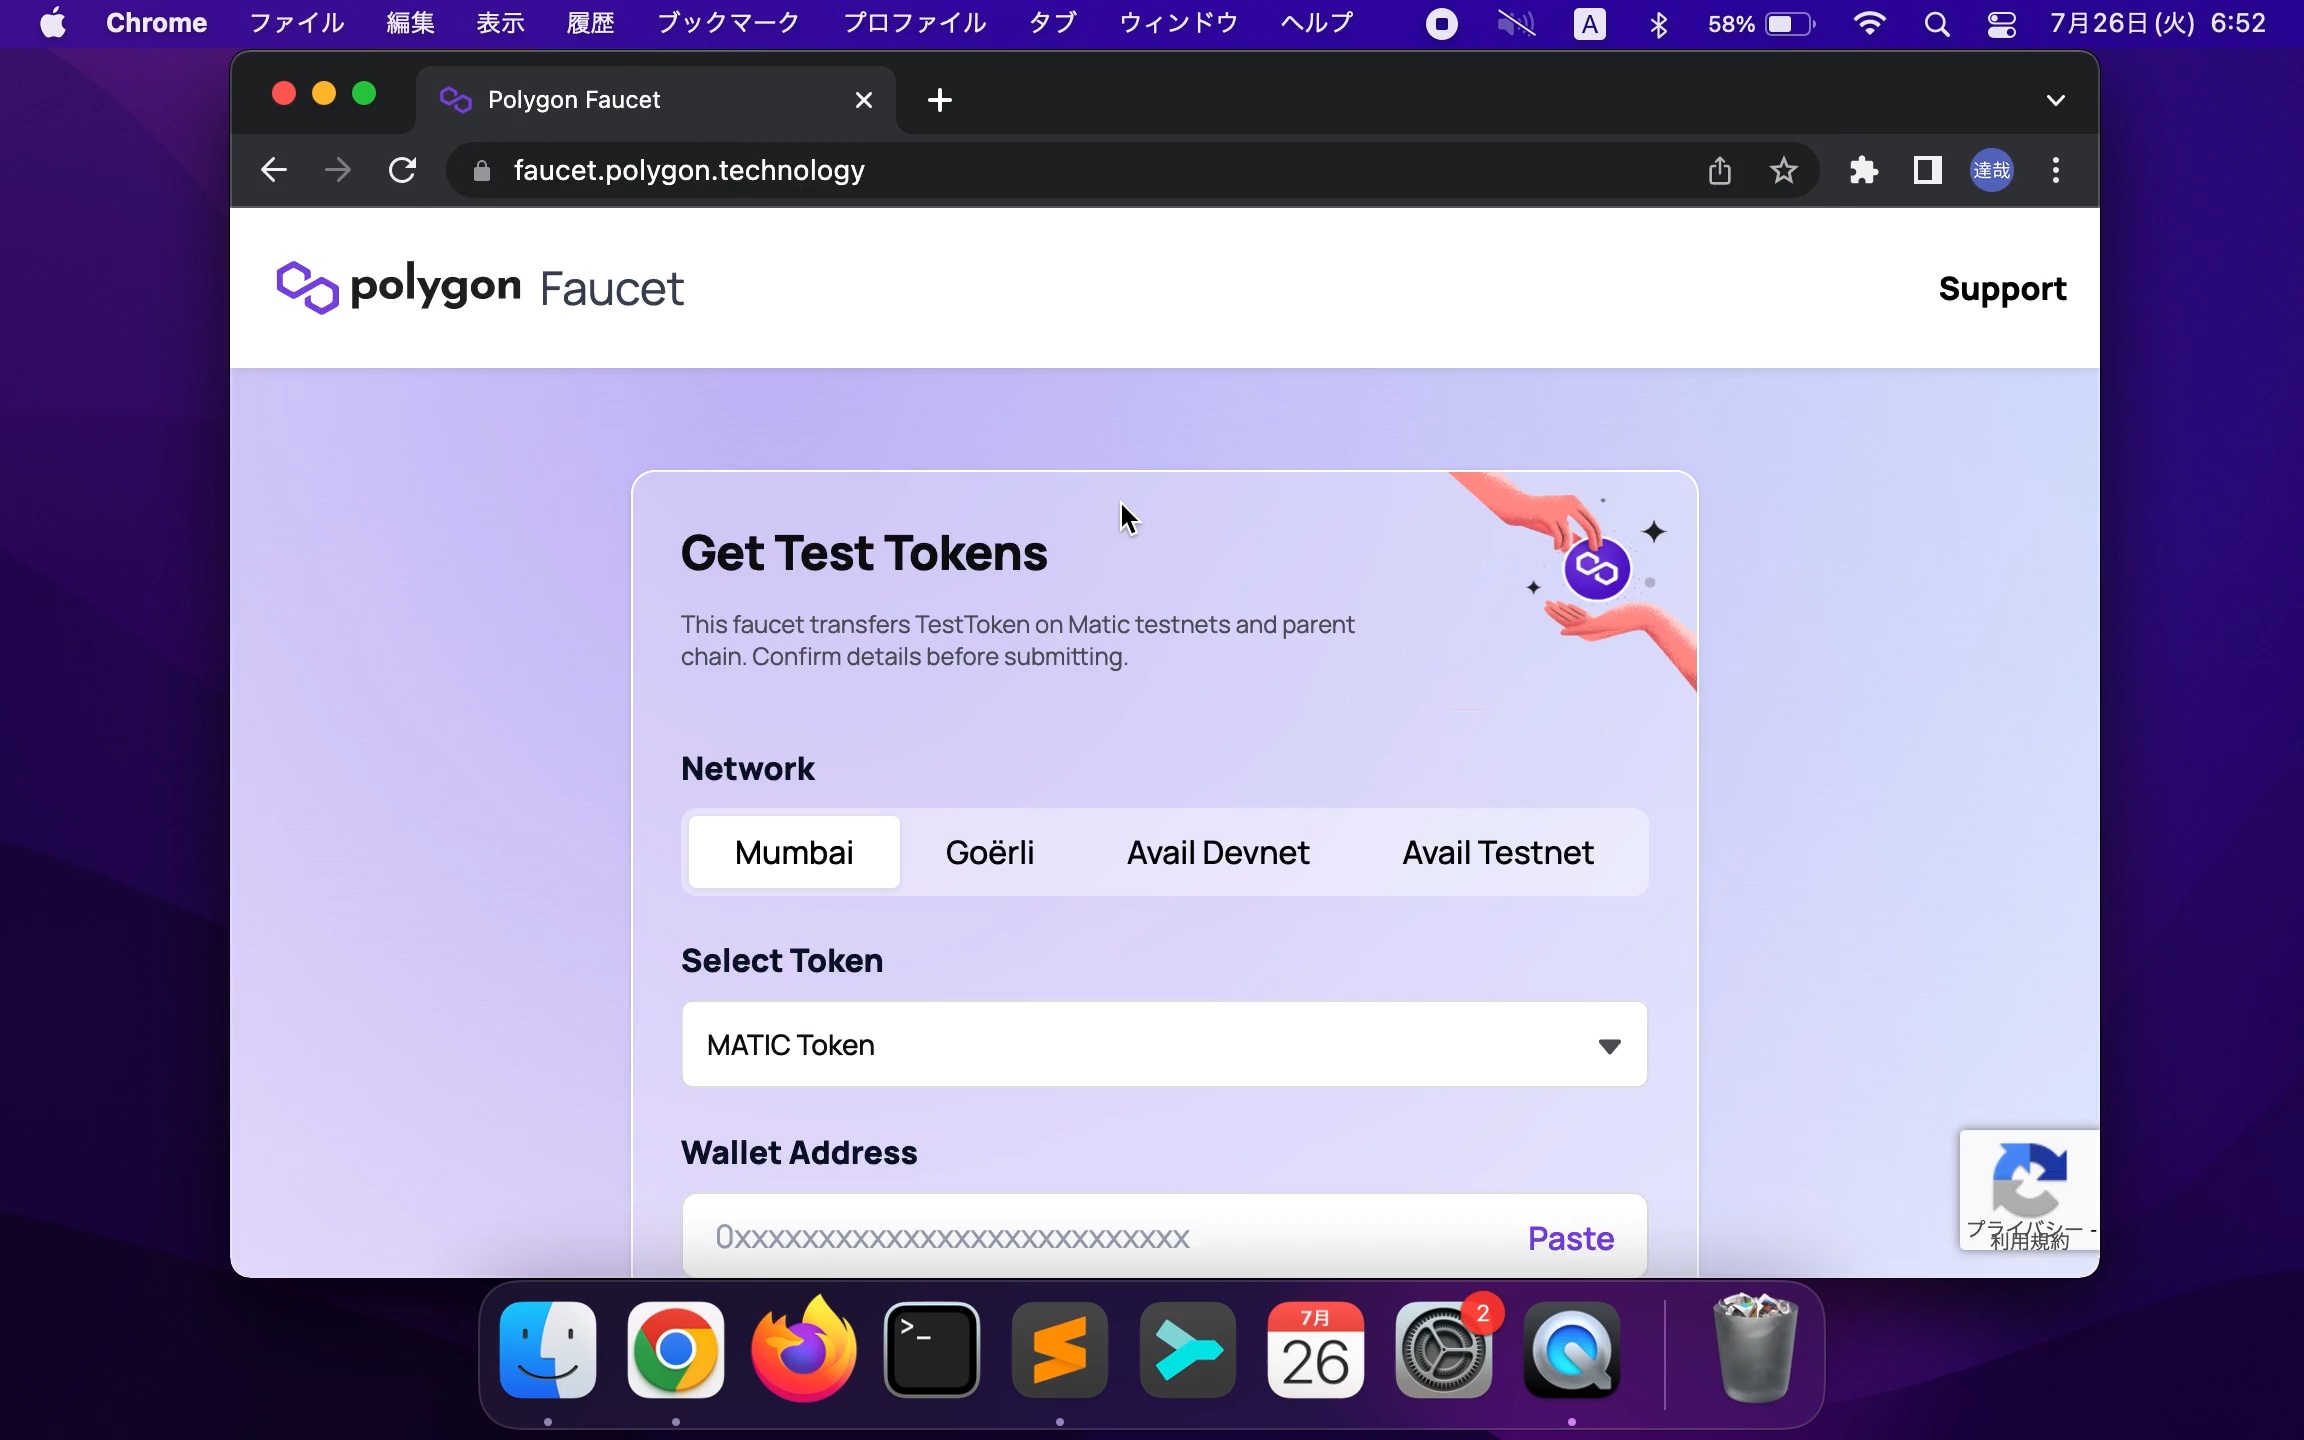 Chrome ファイル 編集 表示 履歴 ブックマーク プロファイル タブ ウィンドウ ヘルプ A 58% 7月26日(火) 6:52
Polygon Faucet
faucet.polygon.technology 達哉
polygon Faucet Support
Get Test Tokens
This faucet transfers TestToken on Matic testnets and parent
chain. Confirm details before submitting.
Network
Mumbai Goërli Avail Devnet Avail Testnet
Select Token
MATIC Token
Wallet Address
0xxxxxxxxxxxxxxxxxxxxxxxxxxx Paste
プライバシー -
利用規約
>_
7月
26
2